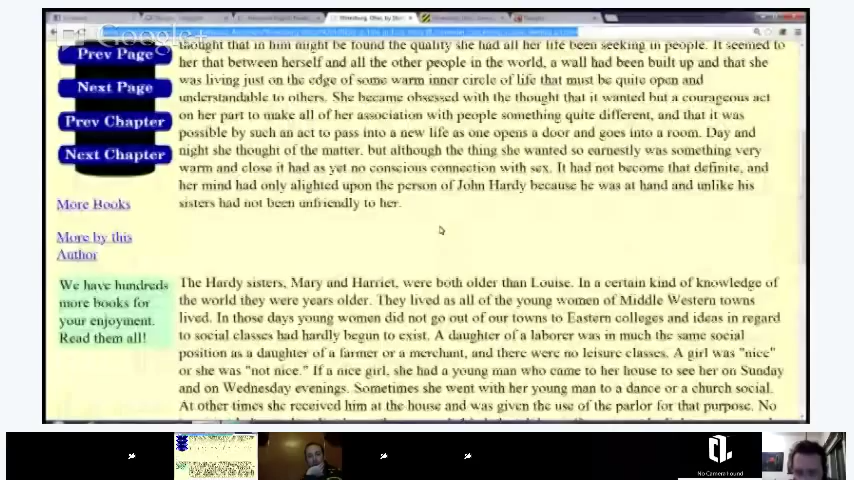 Google+
Prev Page
Next Page
Prev Chapter
Next Chapter
More Books
More by this
Author
We have hundreds
more books for
your enjoyment.
Read them all!
thought that in him might be found the quality she had all her life been seeking in people. It seemed to
her that between herself and all the other people in the world, a wall had been built up and that she
was living just on the edge of some warm inner circle of life that must be quite open and
understandable to others. She became obsessed with the thought that it wanted but a courageous act
on her part to make all of her association with people something quite different, and that it was
possible by such an act to pass into a new life as one opens a door and goes into a room. Day and
night she thought of the matter, but although the thing she wanted so earnestly was something very
warm and close it had as yet no conscious connection with sex. It had not become that definite, and
her mind had only alighted upon the person of John Hardy because he was at hand and unlike his
sisters had not been unfriendly to her.
The Hardy sisters, Mary and Harriet, were both older than Louise. In a certain kind of knowledge of
the world they were years older. They lived as all of the young women of Middle Western towns
lived. In those days young women did not go out of our towns to Eastern colleges and ideas in regard
to social classes had hardly begun to exist. A daughter of a laborer was in much the same social
position as a daughter of a farmer or a merchant, and there were no leisure classes. A girl was "nice"
or she was "not nice." If a nice girl, she had a young man who came to her house to see her on Sunday
and on Wednesday evenings. Sometimes she went with her young man to a dance or a church social.
At other times she received him at the house and was given the use of the parlor for that purpose. No
No Camera Found